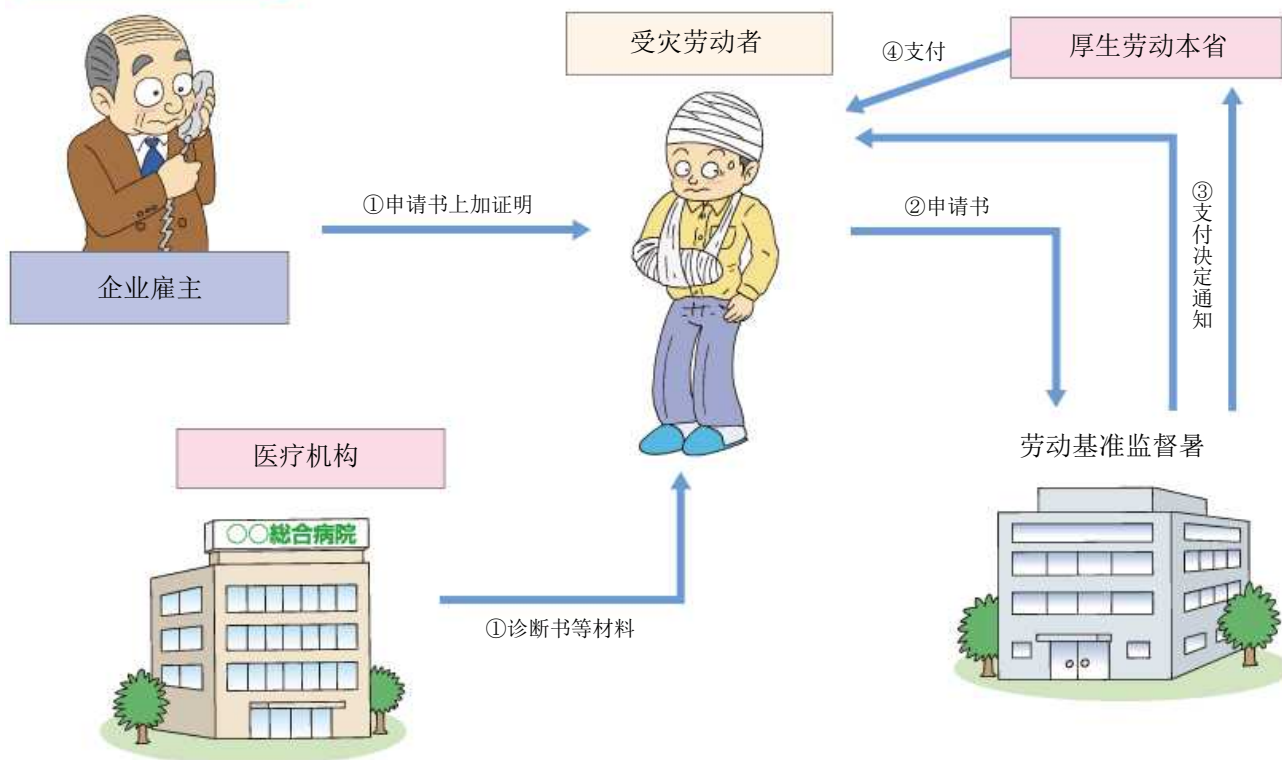 受灾劳动者
厚生劳动本省
④支付
①申请书上加证明
②申请书
③支付决定通知
企业雇主
医疗机构
劳动基准监督暑
○○総合病院
①诊断书等材料